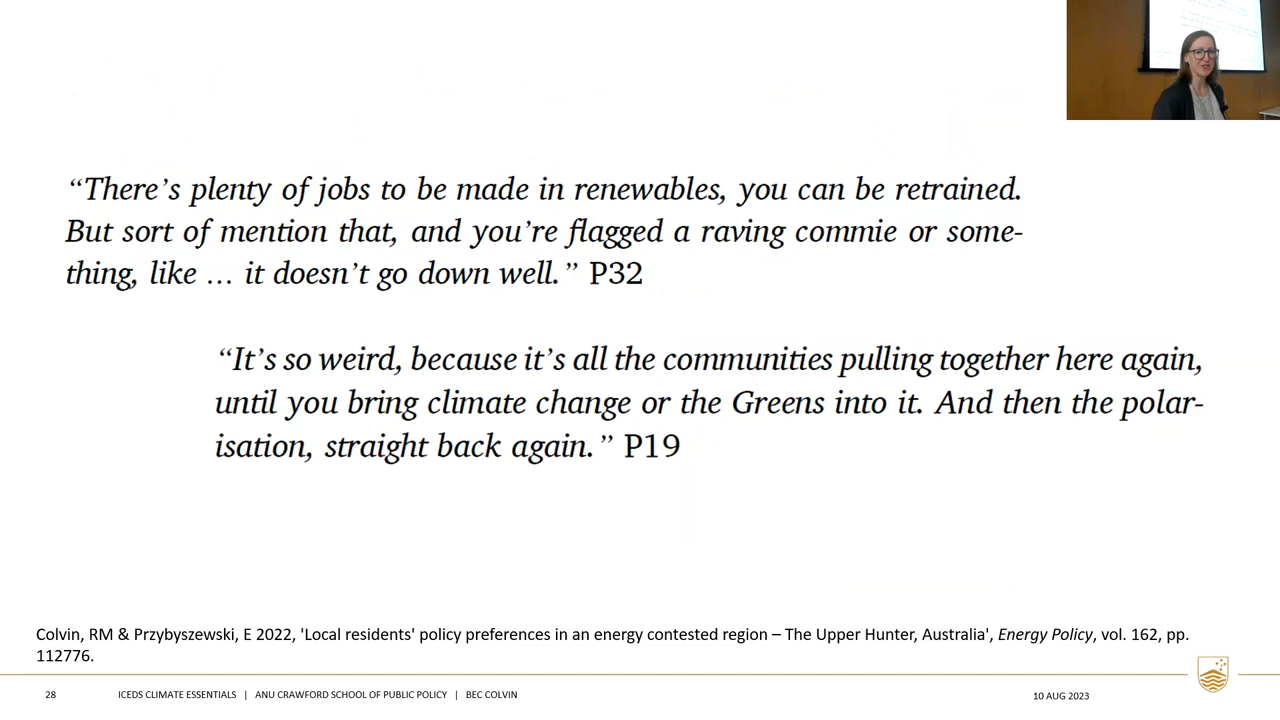 “There’s plenty of jobs to be made in renewables, you can be retrained.
But sort of mention that, and you’re flagged a raving commie or some-
thing, like … it doesn’t go down well.” P32
“It’s so weird, because it’s all the communities pulling together here again,
until you bring climate change or the Greens into it. And then the polar-
isation, straight back again.” P19
Colvin, RM & Przybyszewski, E 2022, 'Local residents' policy preferences in an energy contested region – The Upper Hunter, Australia', Energy Policy, vol. 162, pp.
112776.
28 ICEDS CLIMATE ESSENTIALS | ANU CRAWFORD SCHOOL OF PUBLIC POLICY | BEC COLVIN 10 AUG 2023